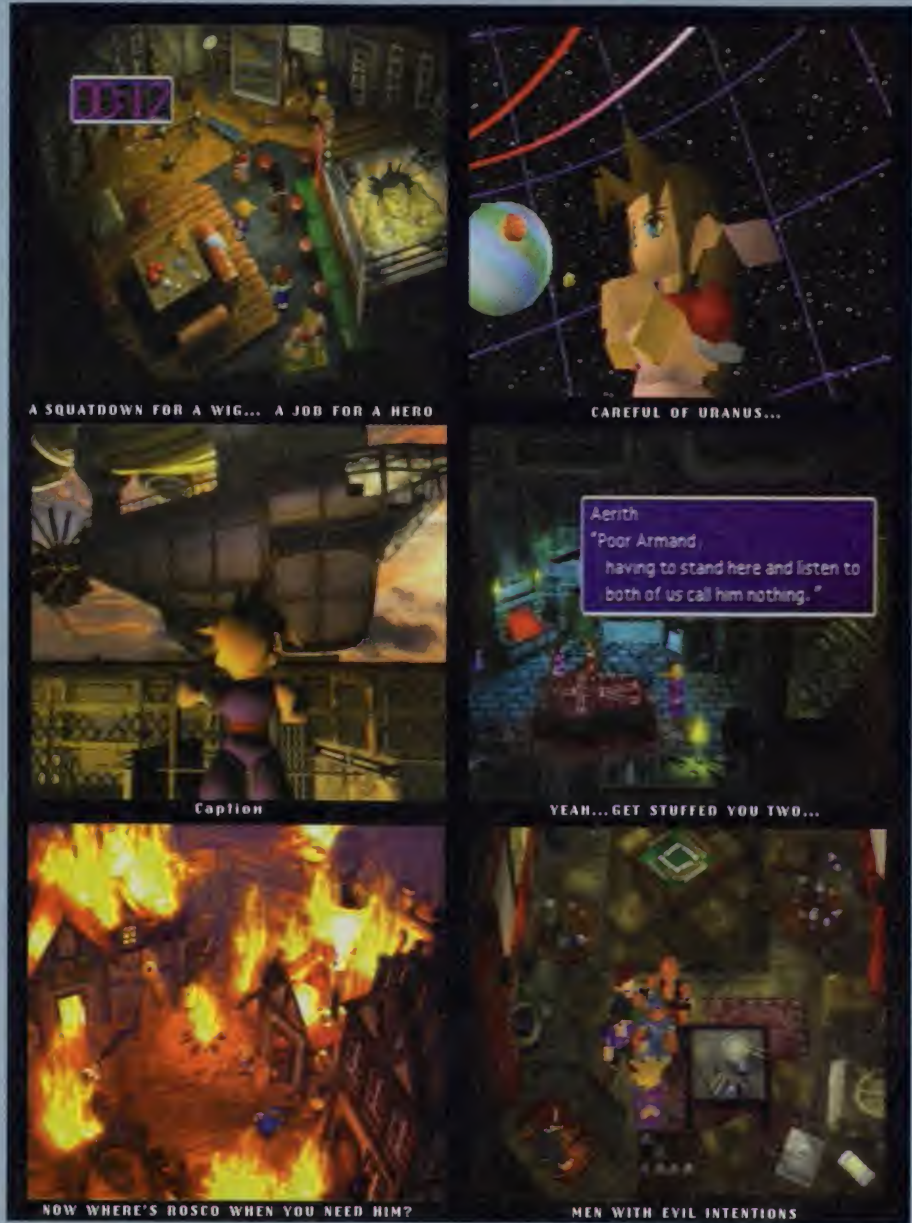 00:12
A SQUATDOWN FOR A WIG... A JOB FOR A HERO
CAREFUL OF URANUS...
Caption
Aerith
"Poor Armand,
having to stand here and listen to
both of us call him nothing."
YEAH...GET STUFFED YOU TWO...
NOW WHERE'S ROSCO WHEN YOU NEED HIM?
MEN WITH EVIL INTENTIONS